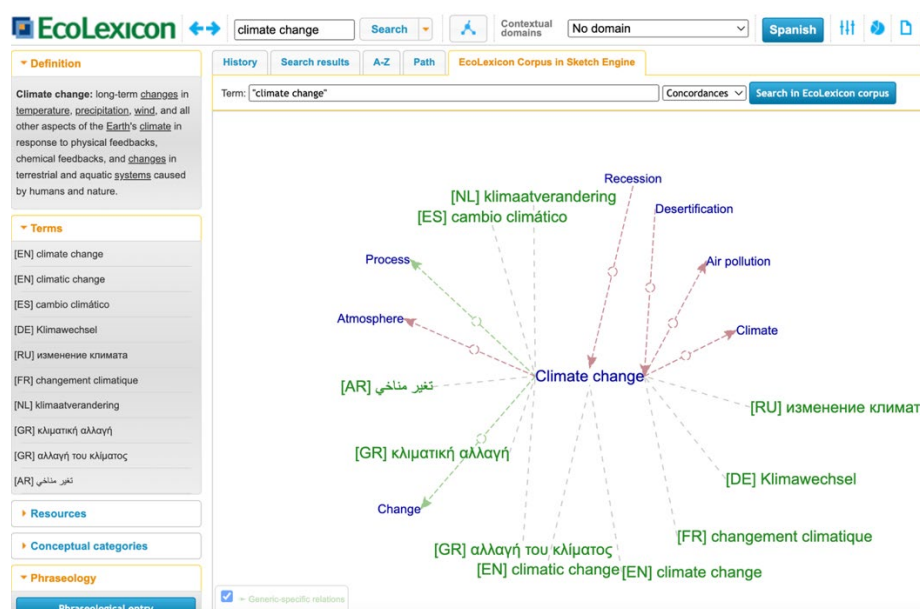 EcoLexicon
climate change
Search
Contextual
domains
No domain
Spanish
Definition
Climate change: long-term changes in
temperature, precipitation, wind, and all
other aspects of the Earth's climate in
response to physical feedbacks,
chemical feedbacks, and changes in
terrestrial and aquatic systems caused
by humans and nature.
Terms
[EN] climate change
[EN] climatic change
[ES] cambio climático
[DE] Klimawechsel
[RU] изменение климата
[FR] changement climatique
[NL] klimaatverandering
[GR] κλιματική αλλαγή
[GR] αλλαγή του κλίματος
[AR] تغير مناخي
Resources
Conceptual categories
Phraseology
Phraseological entry
History Search results A-Z Path EcoLexicon Corpus in Sketch Engine
Term: "climate change" Concordances Search in EcoLexicon corpus
Recession
[NL] klimaatverandering
Desertification
[ES] cambio climático
Process
Air pollution
Atmosphere
Climate
Climate change
[AR] تغير مناخي
[RU] изменение климат
[GR] κλιματική αλλαγή
[DE] Klimawechsel
Change
[FR] changement climatique
[GR] αλλαγή του κλίματος
[EN] climatic change
[EN] climate change
Generic-specific relations